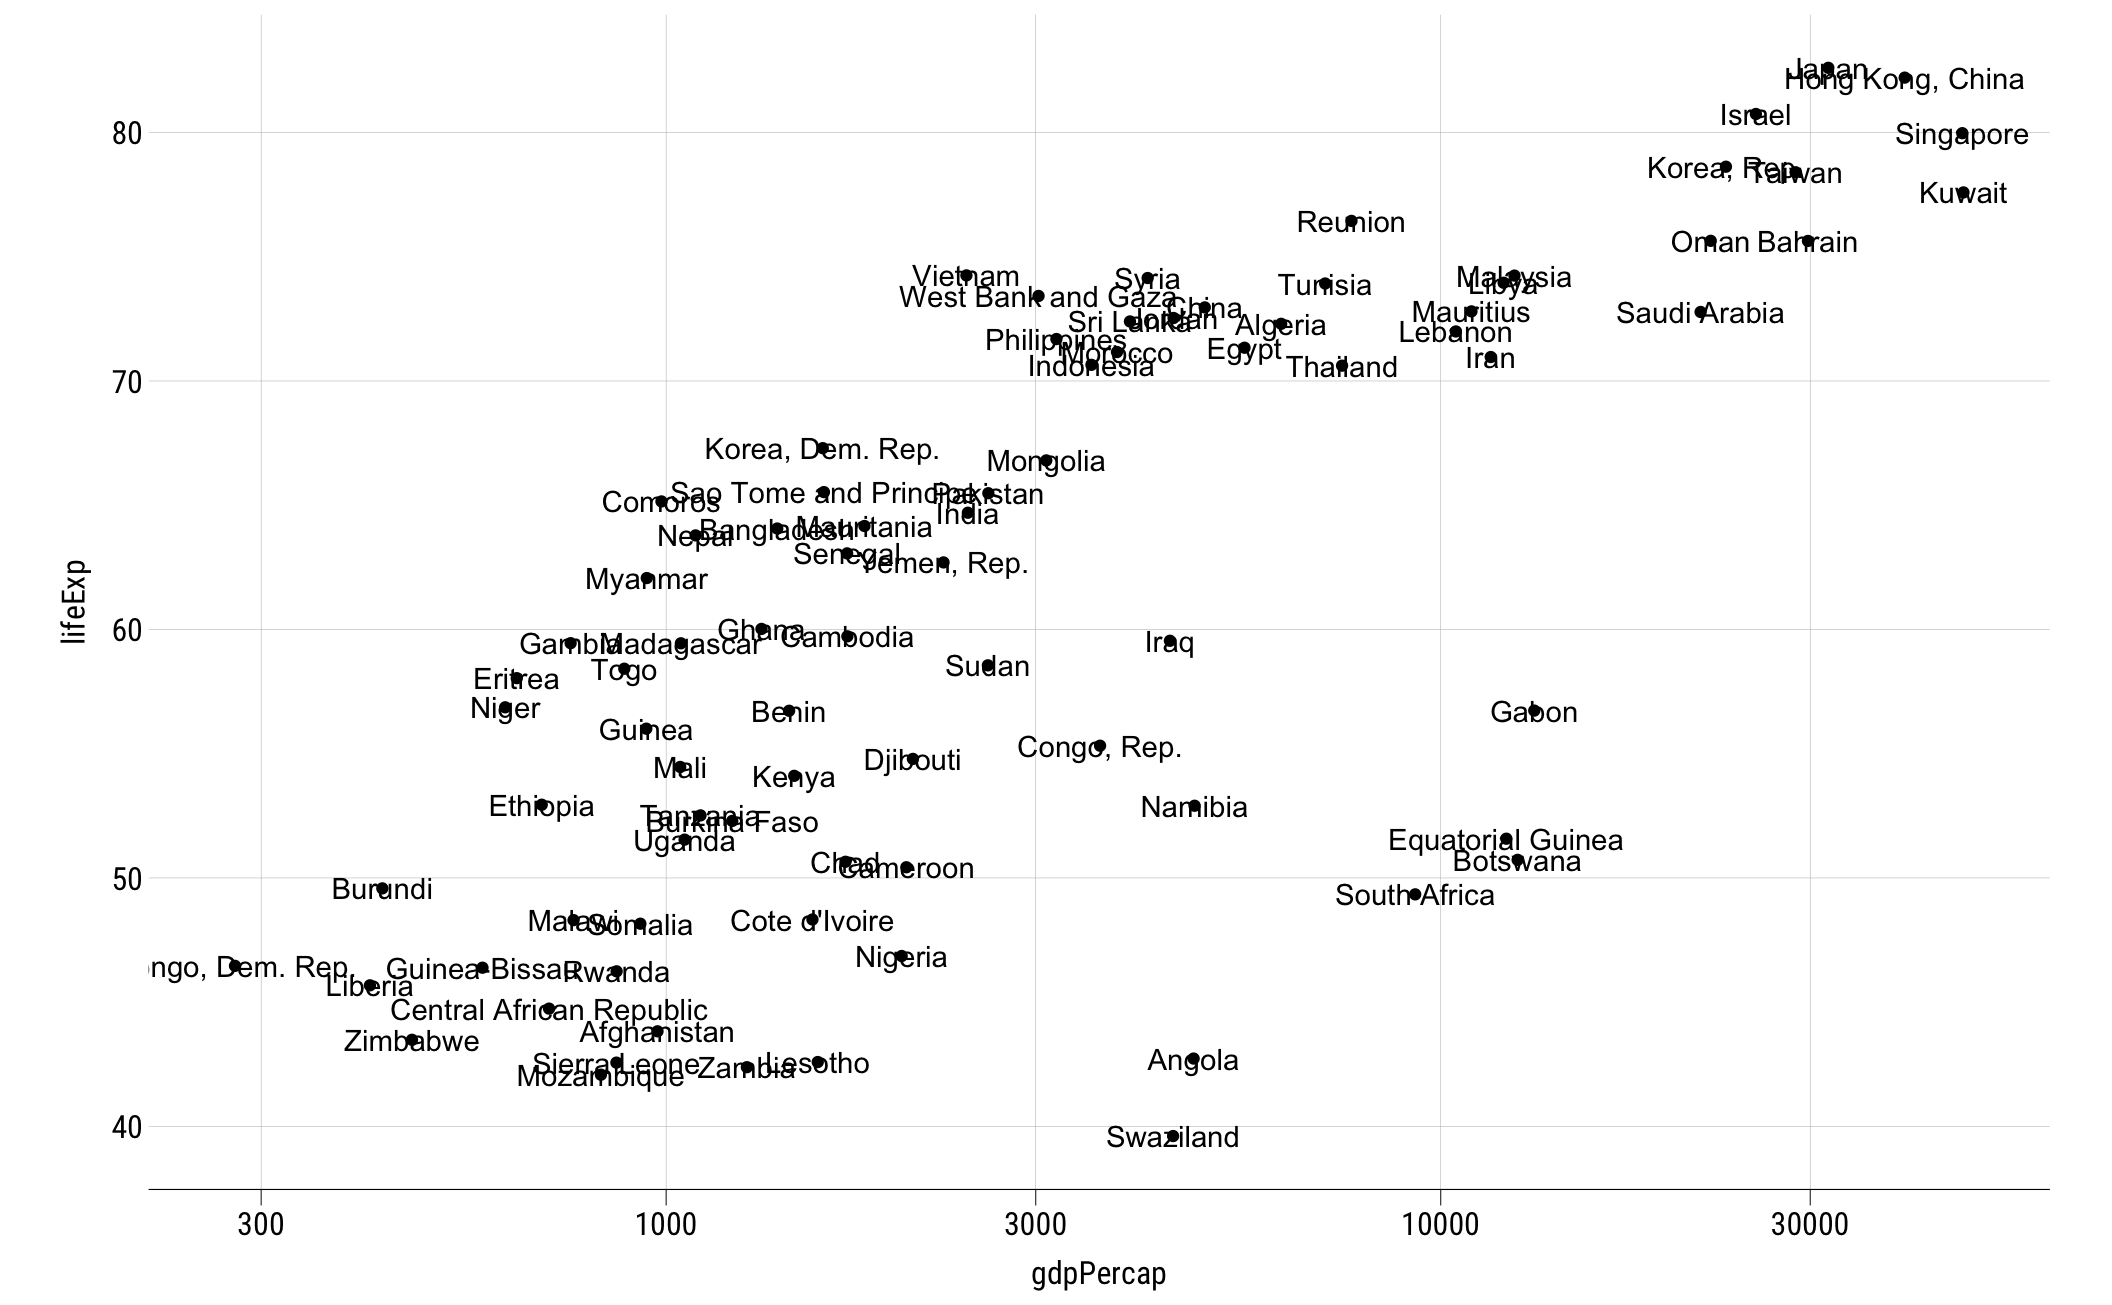 Japan
Hong Kong, China
80
Israel
Singapore
Korea, Rep.
Taiwan
Kuwait
Reunion
Oman
Bahrain
Vietnam
Syria
Malaysia
Tunisia
Libya
West Bank and Gaza
China
Mauritius
Saudi Arabia
Jordan
Sri Lanka
Algeria
Lebanon
Philippines
Egypt
Morocco
Iran
Indonesia
Thailand
70
Korea, Dem. Rep.
Mongolia
Sao Tome and Principe
Pakistan
Comoros
India
Mauritania
Bangladesh
Nepal
Senegal
Yemen, Rep.
Myanmar
lifeExp
60
Ghana
Cambodia
Gambia
Madagascar
Iraq
Togo
Sudan
Eritrea
Niger
Benin
Gabon
Guinea
Congo, Rep.
Djibouti
Mali
Kenya
Ethiopia
Namibia
Tanzania
Burkina Faso
Uganda
Equatorial Guinea
Botswana
Chad
Cameroon
50
Burundi
South Africa
Malawi
Somalia
Cote d'Ivoire
Nigeria
ongo, Dem. Rep.
Guinea-Bissau
Rwanda
Liberia
Central African Republic
Afghanistan
Zimbabwe
Sierra Leone
Lesotho
Zambia
Mozambique
Angola
40
Swaziland
300 1000 3000 10000 30000
gdpPercap